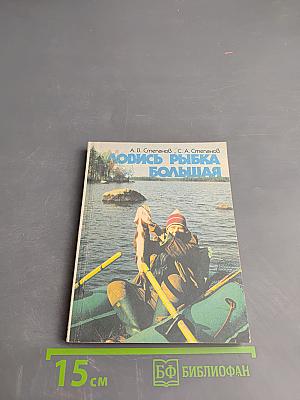 А. В. Степанов, С. А. Степанов
ЛОВИСЬ РЫБКА
БОЛЬШАЯ
15 см
БФ БИБЛИОФАН